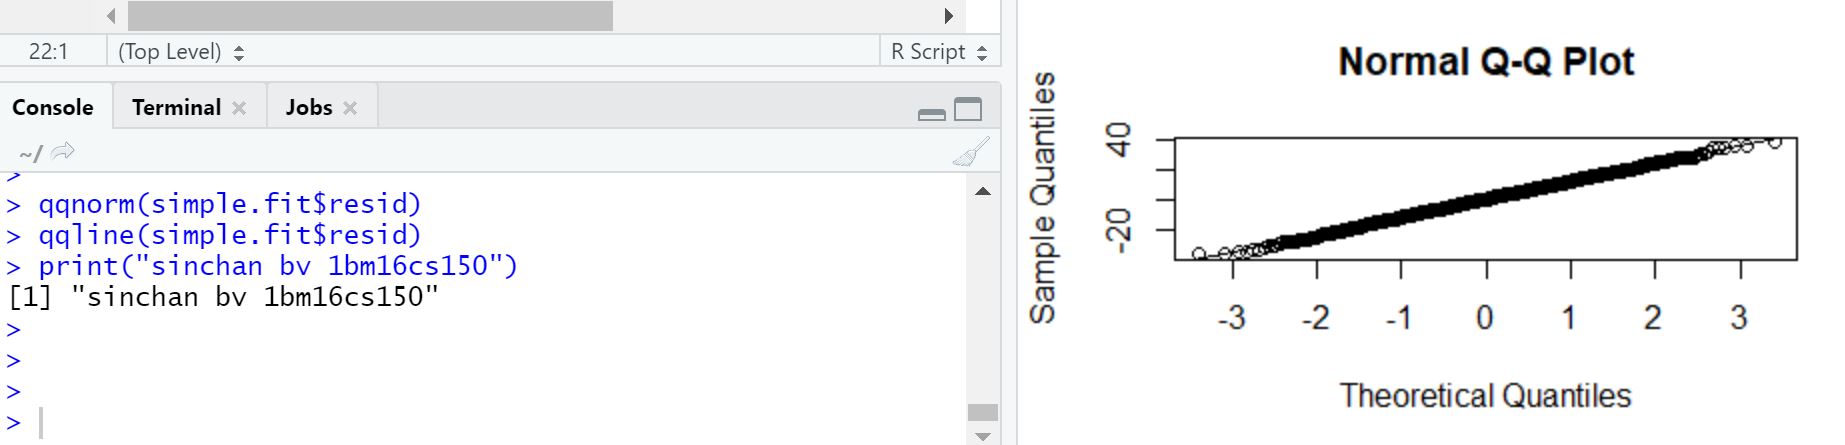 22:1 (Top Level) R Script
Console Terminal Jobs
~/
>
> qqnorm(simple.fit$resid)
> qqline(simple.fit$resid)
> print("sinchan bv 1bm16cs150")
[1] "sinchan bv 1bm16cs150"
>
>
>
>
Normal Q-Q Plot
Sample Quantiles
40
-20
-3 -2 -1 0 1 2 3
Theoretical Quantiles